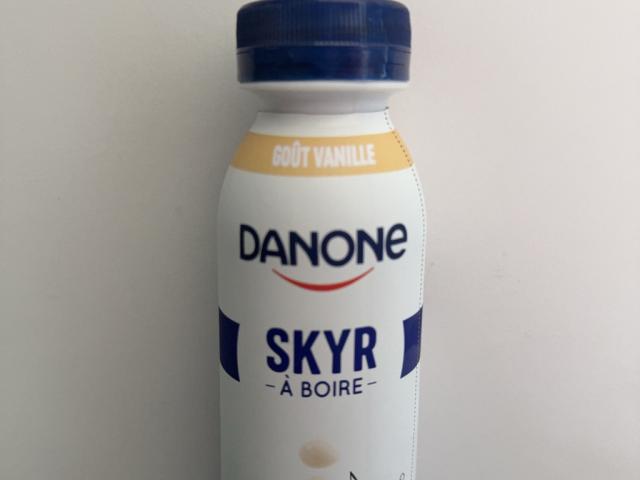 GOÛT VANILLE
DANONE
SKYR
- À BOIRE -